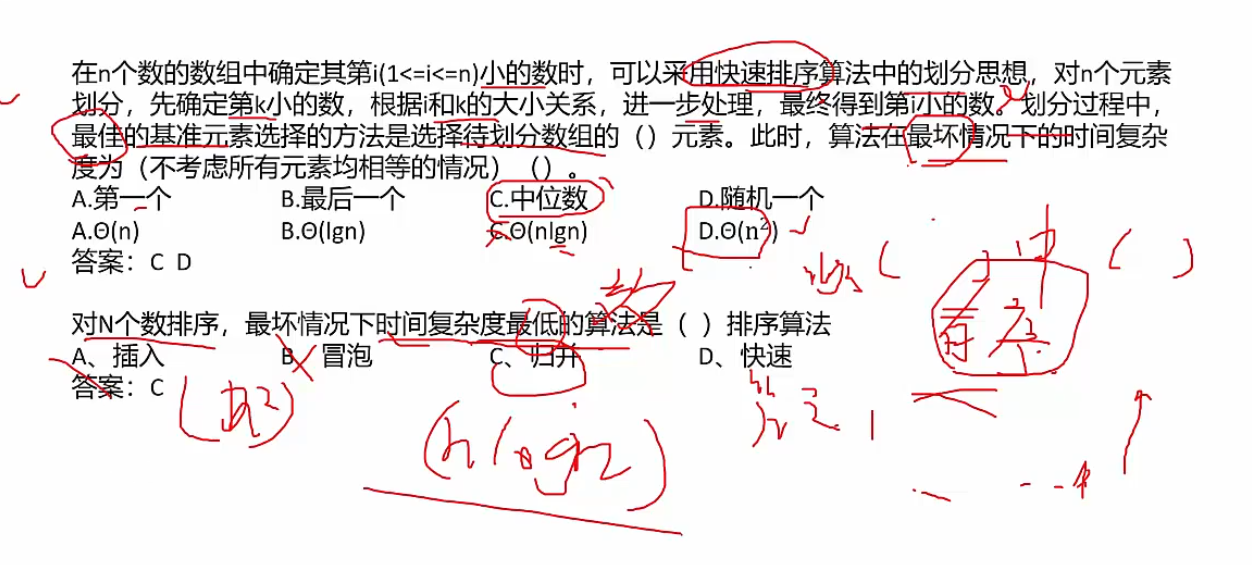 在n个数的数组中确定其第i(1<=i<=n)小的数时，可以采用快速排序算法中的划分思想，对n个元素
划分，先确定第k小的数，根据i和k的大小关系，进一步处理，最终得到第i小的数。划分过程中，
最佳的基准元素选择的方法是选择待划分数组的（）元素。此时，算法在最坏情况下的时间复杂
度为（不考虑所有元素均相等的情况）（）。
A.第一个 B.最后一个 C.中位数 D.随机一个
A.Θ(n) B.Θ(lgn) C.Θ(nlgn) D.Θ(n²)
答案：C D
中
对N个数排序，最坏情况下时间复杂度最低的算法是（ ）排序算法
A、插入 B、冒泡 C、归并 D、快速
答案：C
(n²)
(nlogn)